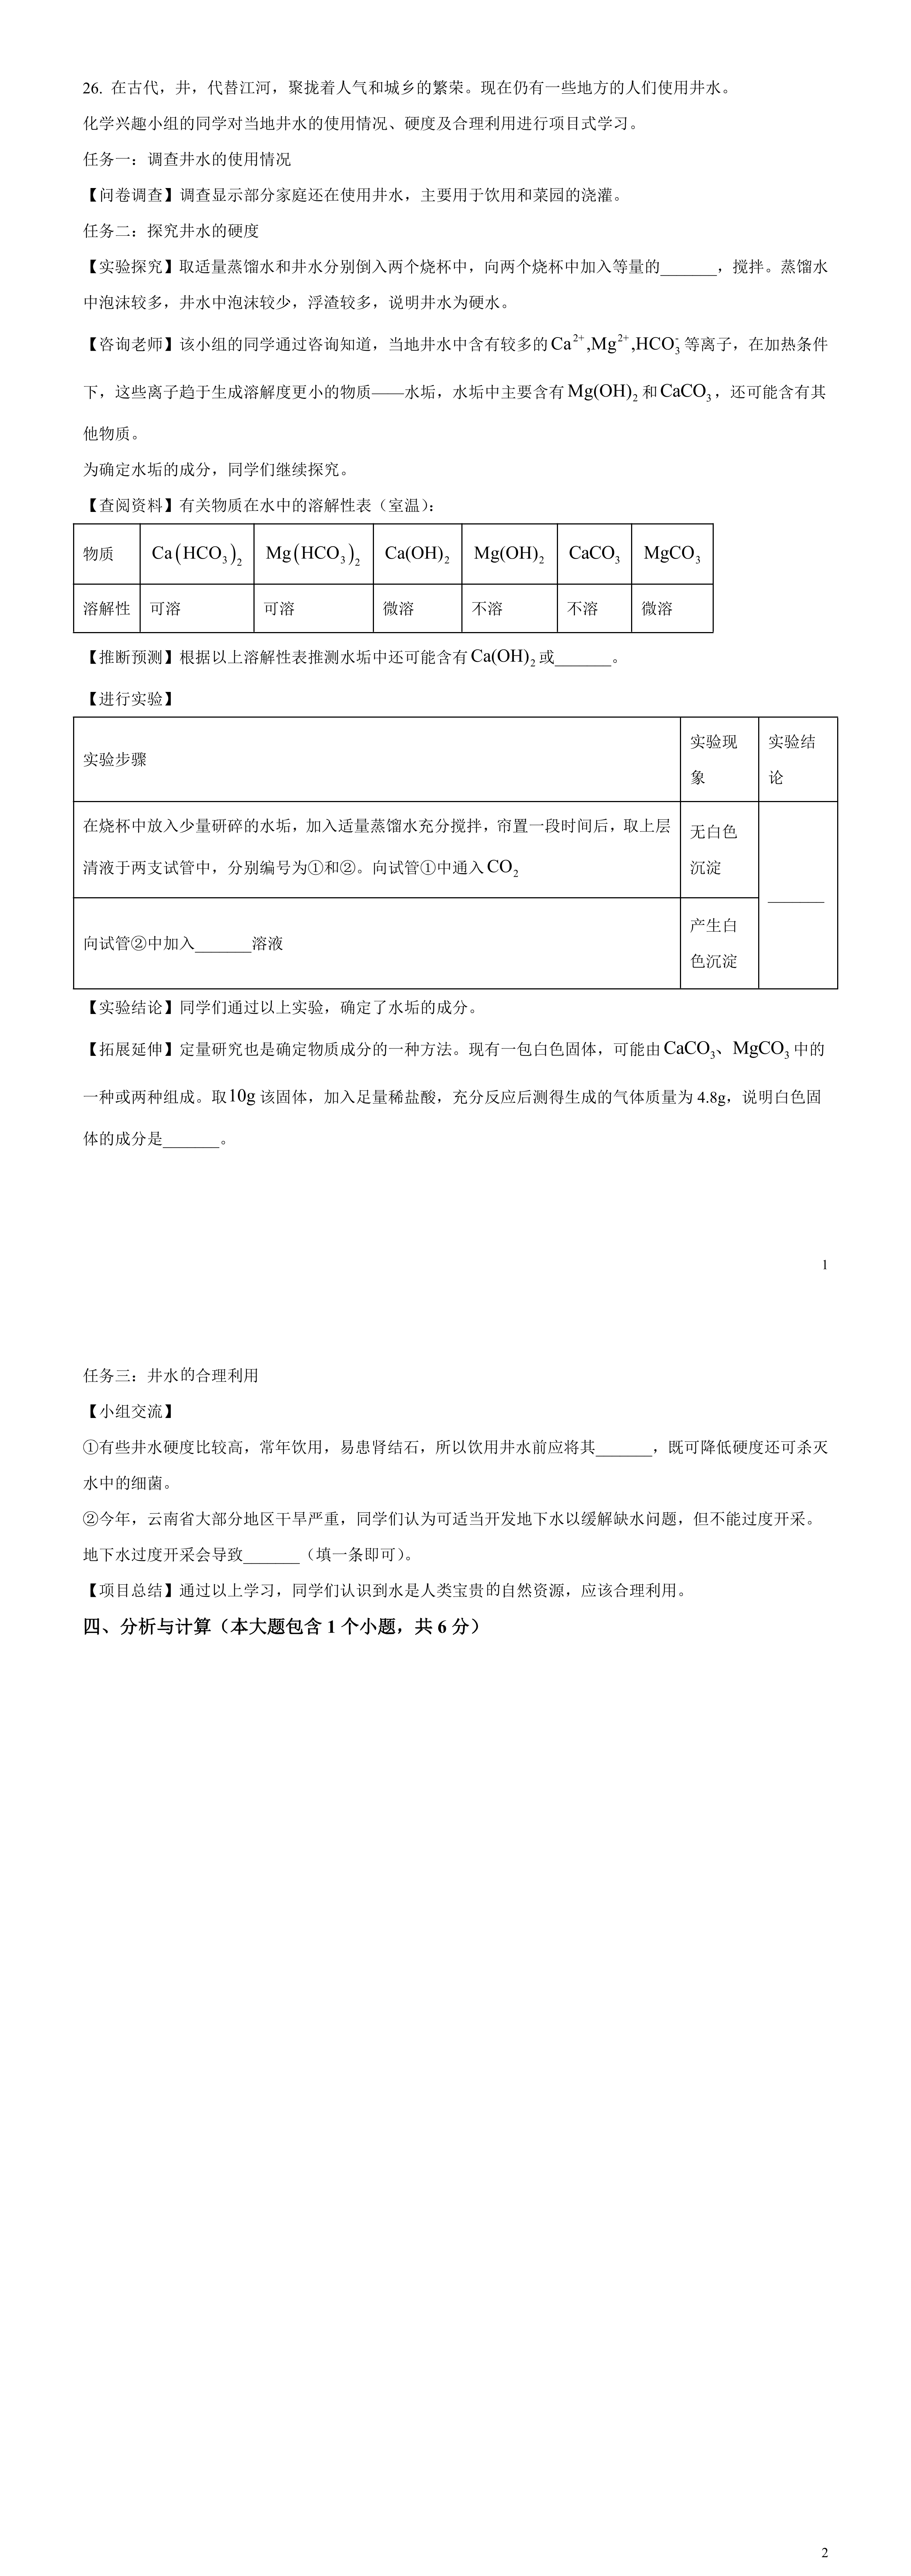 26. 在古代，井，代替江河，聚拢着人气和城乡的繁荣。现在仍有一些地方的人们使用井水。
化学兴趣小组的同学对当地井水的使用情况、硬度及合理利用进行项目式学习。
任务一：调查井水的使用情况
【问卷调查】调查显示部分家庭还在使用井水，主要用于饮用和菜园的浇灌。
任务二：探究井水的硬度
【实验探究】取适量蒸馏水和井水分别倒入两个烧杯中，向两个烧杯中加入等量的_______，搅拌。蒸馏水
中泡沫较多，井水中泡沫较少，浮渣较多，说明井水为硬水。
【咨询老师】该小组的同学通过咨询知道，当地井水中含有较多的Ca²⁺,Mg²⁺,HCO₃⁻等离子，在加热条件
下，这些离子趋于生成溶解度更小的物质——水垢，水垢中主要含有Mg(OH)₂和CaCO₃，还可能含有其
他物质。
为确定水垢的成分，同学们继续探究。
【查阅资料】有关物质在水中的溶解性表（室温）：
物质 Ca(HCO₃)₂ Mg(HCO₃)₂ Ca(OH)₂ Mg(OH)₂ CaCO₃ MgCO₃
溶解性 可溶 可溶 微溶 不溶 不溶 微溶
【推断预测】根据以上溶解性表推测水垢中还可能含有Ca(OH)₂或_______。
【进行实验】
实验步骤 实验现象 实验结论
在烧杯中放入少量研碎的水垢，加入适量蒸馏水充分搅拌，帘置一段时间后，取上层
清液于两支试管中，分别编号为①和②。向试管①中通入CO₂
无白色
沉淀
_______
向试管②中加入_______溶液
产生白
色沉淀
【实验结论】同学们通过以上实验，确定了水垢的成分。
【拓展延伸】定量研究也是确定物质成分的一种方法。现有一包白色固体，可能由CaCO₃、MgCO₃中的
一种或两种组成。取10g该固体，加入足量稀盐酸，充分反应后测得生成的气体质量为 4.8g，说明白色固
体的成分是_______。
1
任务三：井水的合理利用
【小组交流】
①有些井水硬度比较高，常年饮用，易患肾结石，所以饮用井水前应将其_______，既可降低硬度还可杀灭
水中的细菌。
②今年，云南省大部分地区干旱严重，同学们认为可适当开发地下水以缓解缺水问题，但不能过度开采。
地下水过度开采会导致_______（填一条即可）。
【项目总结】通过以上学习，同学们认识到水是人类宝贵的自然资源，应该合理利用。
四、分析与计算（本大题包含 1 个小题，共 6 分）
2